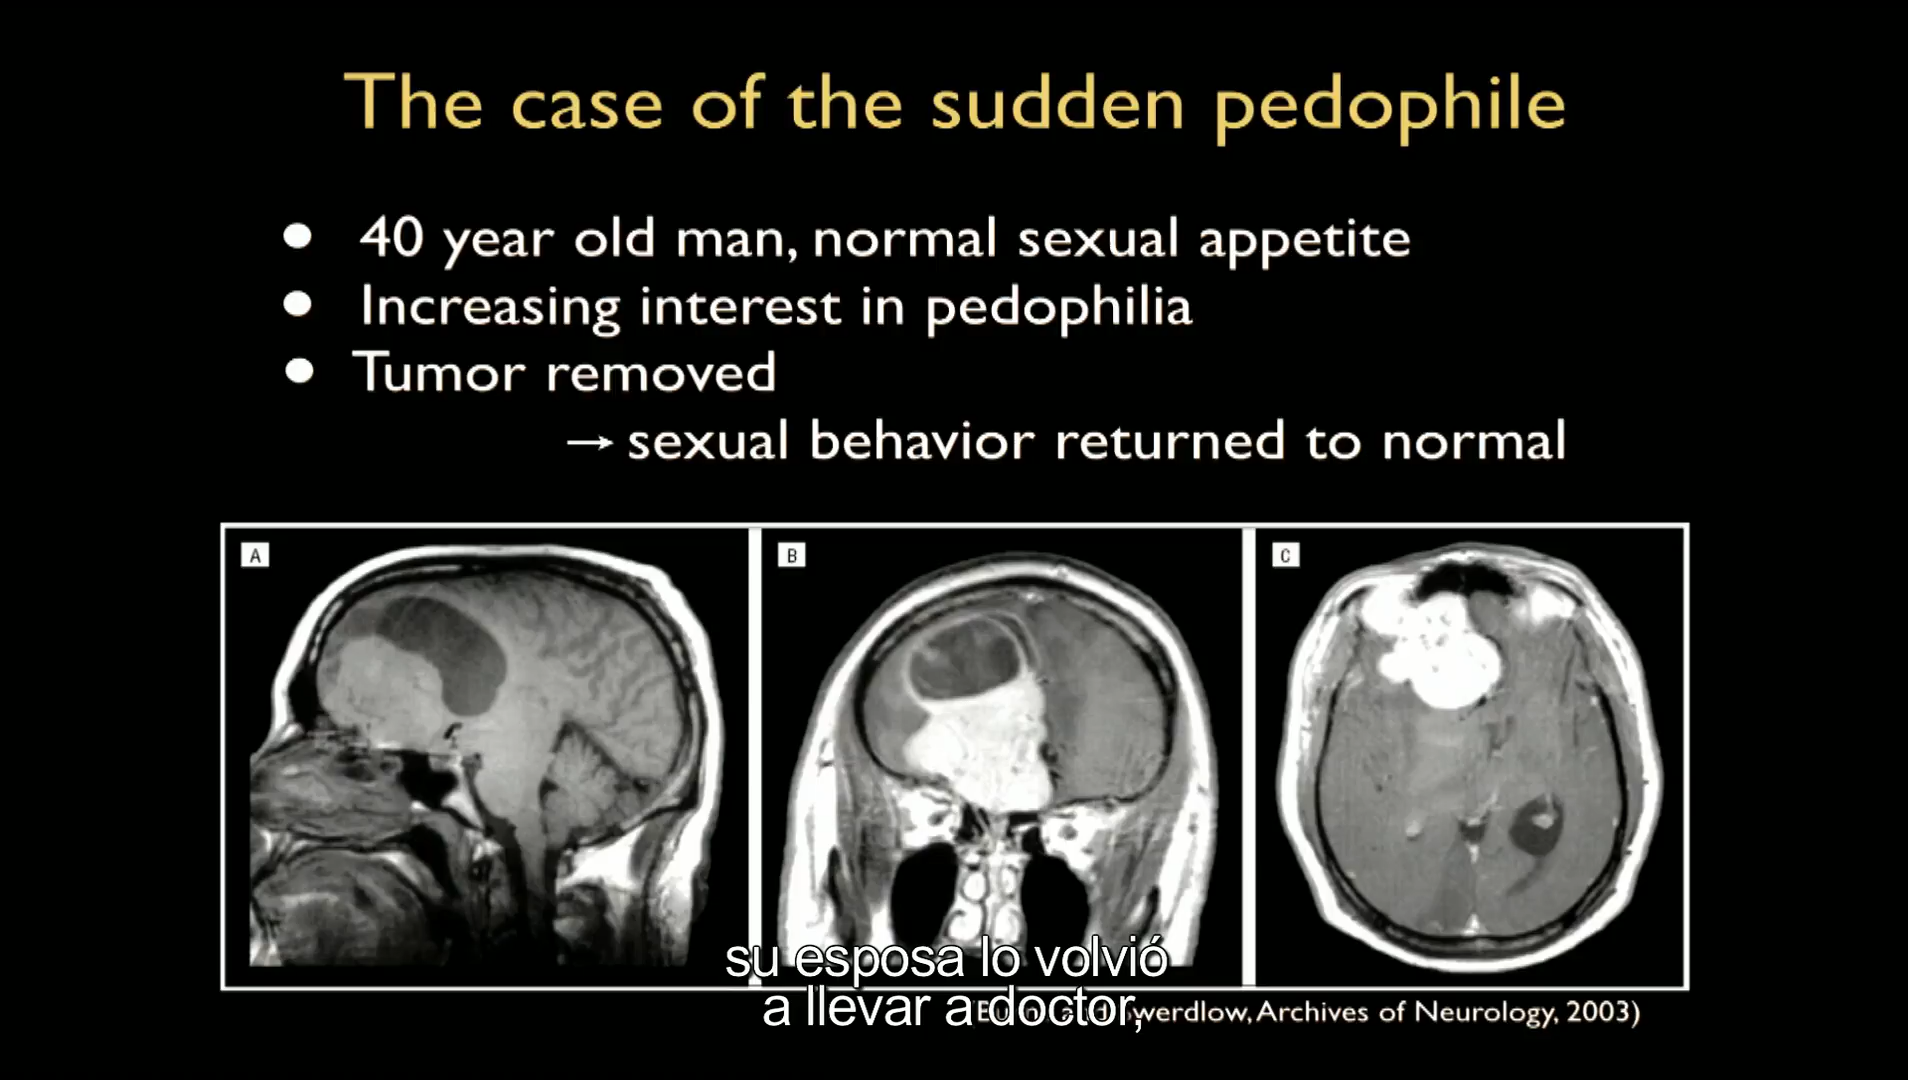 The case of the sudden pedophile
● 40 year old man, normal sexual appetite
● Increasing interest in pedophilia
● Tumor removed
→ sexual behavior returned to normal
A
B
C
su esposa lo volvió
a llevar a doctor,
werdlow, Archives of Neurology, 2003)